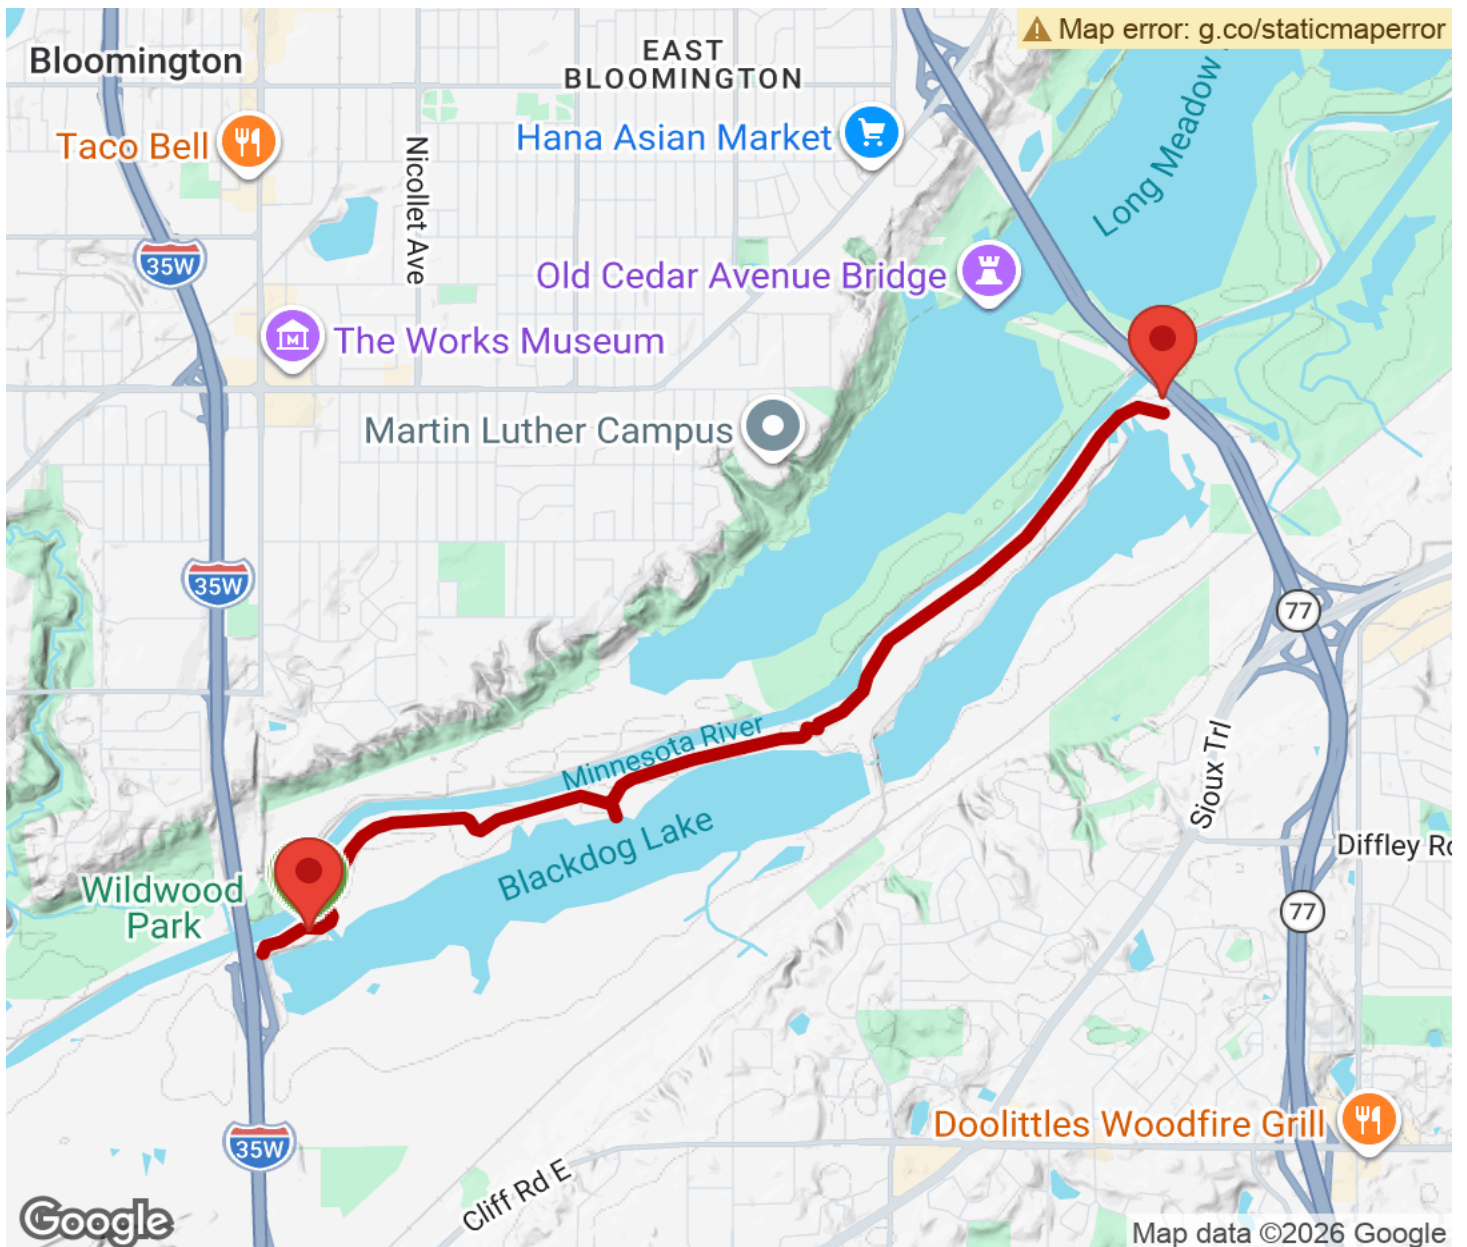 Map error: g.co/staticmaperror
Bloomington
EAST
BLOOMINGTON
Long Meadow
Taco Bell
Hana Asian Market
Nicollet Ave
35W
Old Cedar Avenue Bridge
The Works Museum
Martin Luther Campus
35W
77
Minnesota River
Sioux Trl
Blackdog Lake
Diffley Rd
Wildwood
Park
77
Doolittles Woodfire Grill
35W
Cliff Rd E
Google
Map data ©2026 Google